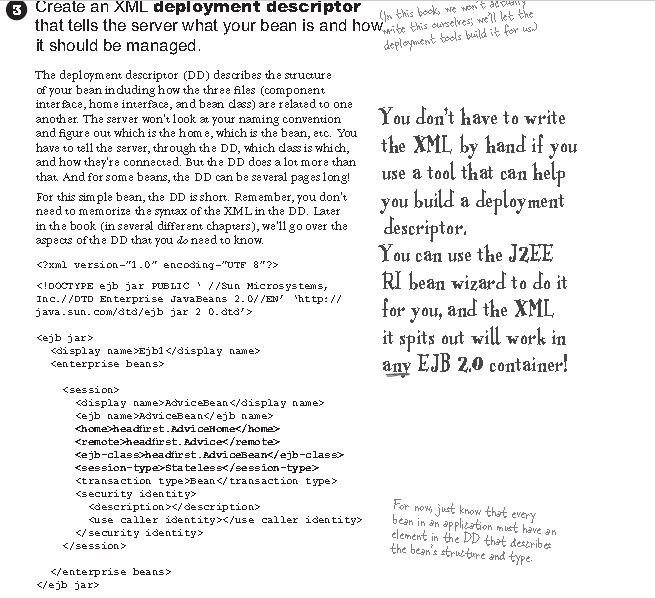 3 Create an XML deployment descriptor
that tells the server what your bean is and how
it should be managed.
(In this book, we won't actually
write this ourselves; we'll let the
deployment tools build it for us.)
The deployment descriptor (DD) describes the structure
of your bean including how the three files (component
interface, home interface, and bean class) are related to one
another. The server won't look at your naming convention
and figure out which is the home, which is the bean, etc. You
have to tell the server, through the DD, which class is which,
and how they're connected. But the DD does a lot more than
that. And for some beans, the DD can be several pages long!
For this simple bean, the DD is short. Remember, you don't
need to memorize the syntax of the XML in the DD. Later
in the book (in several different chapters), we'll go over the
aspects of the DD that you do need to know.
<?xml version="1.0" encoding="UTF 8"?>
<!DOCTYPE ejb jar PUBLIC ‘ //Sun Microsystems,
Inc.//DTD Enterprise JavaBeans 2.0//EN’ ‘http://
java.sun.com/dtd/ejb jar 2 0.dtd’>
<ejb jar>
<display name>Ejb1</display name>
<enterprise beans>
<session>
<display name>AdviceBean</display name>
<ejb name>AdviceBean</ejb name>
<home>headfirst.AdviceHome</home>
<remote>headfirst.Advice</remote>
<ejb-class>headfirst.AdviceBean</ejb-class>
<session-type>Stateless</session-type>
<transaction type>Bean</transaction type>
<security identity>
<description></description>
<use caller identity></use caller identity>
</security identity>
</session>
</enterprise beans>
</ejb jar>
You don't have to write
the XML by hand if you
use a tool that can help
you build a deployment
descriptor.
You can use the J2EE
RI bean wizard to do it
for you, and the XML
it spits out will work in
any EJB 2.0 container!
For now, just know that every
bean in an application must have an
element in the DD that describes
the bean's structure and type.